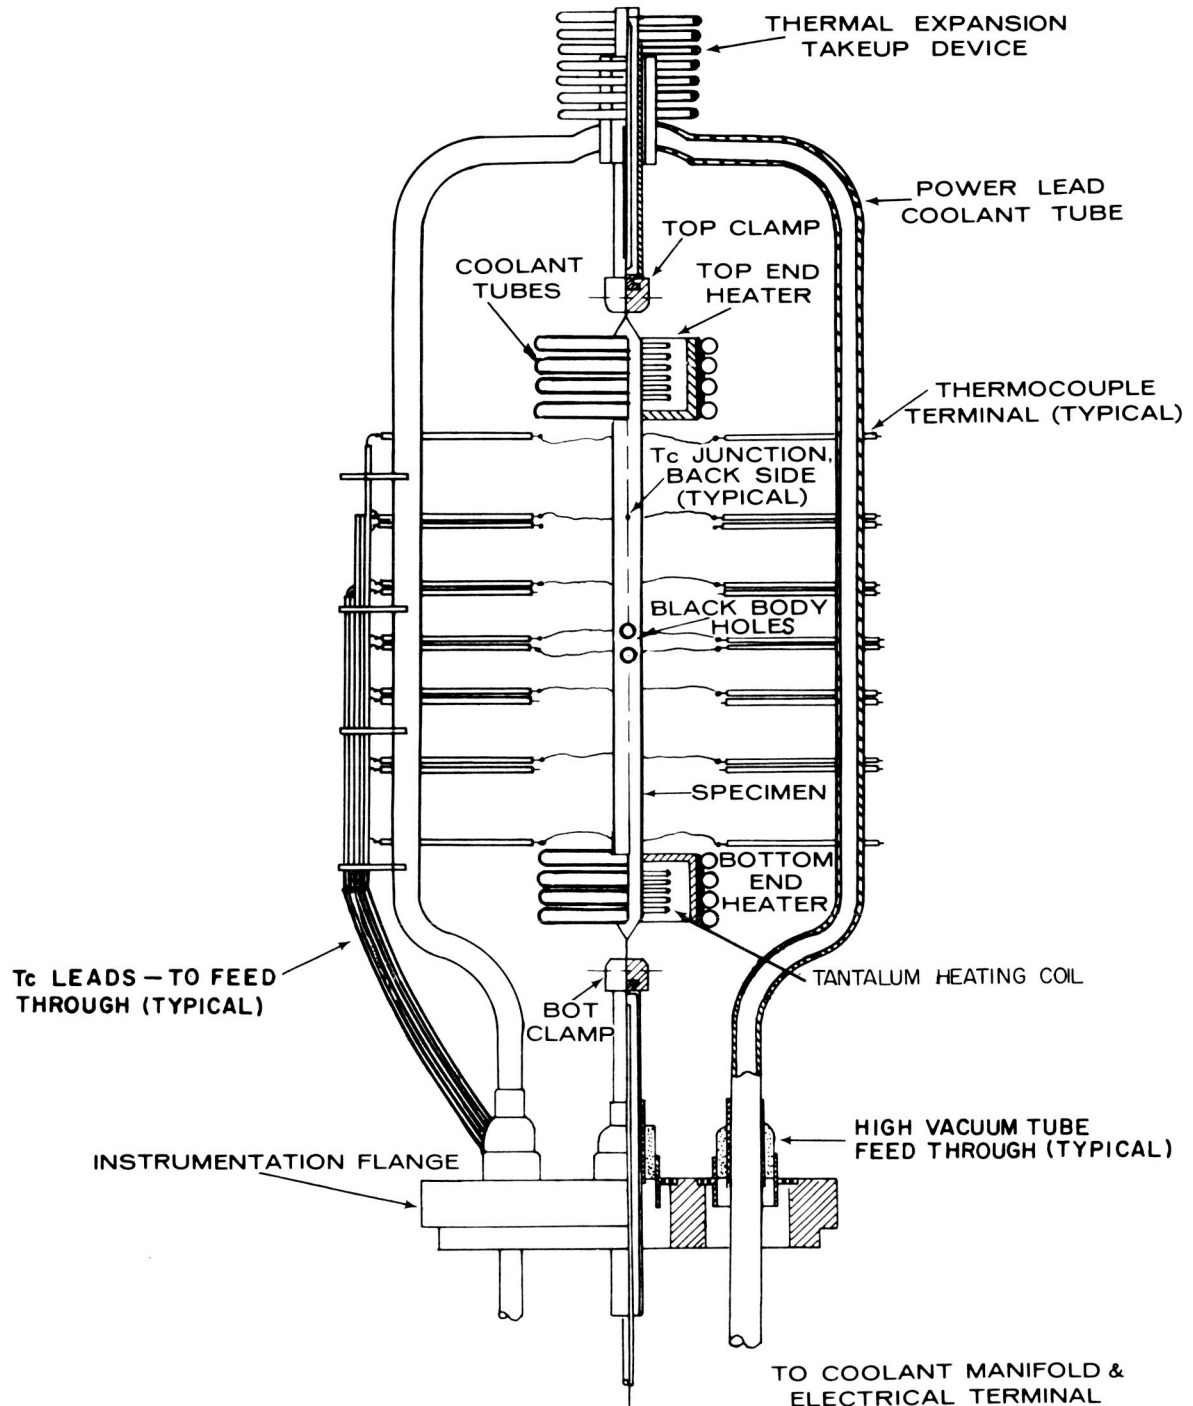 THERMAL EXPANSION
TAKEUP DEVICE
POWER LEAD
COOLANT TUBE
TOP CLAMP
COOLANT
TUBES
TOP END
HEATER
THERMOCOUPLE
TERMINAL (TYPICAL)
Tc JUNCTION,
BACK SIDE
(TYPICAL)
BLACK BODY
HOLES
SPECIMEN
BOTTOM
END
HEATER
Tc LEADS — TO FEED
THROUGH (TYPICAL)
TANTALUM HEATING COIL
BOT
CLAMP
HIGH VACUUM TUBE
FEED THROUGH (TYPICAL)
INSTRUMENTATION FLANGE
TO COOLANT MANIFOLD &
ELECTRICAL TERMINAL